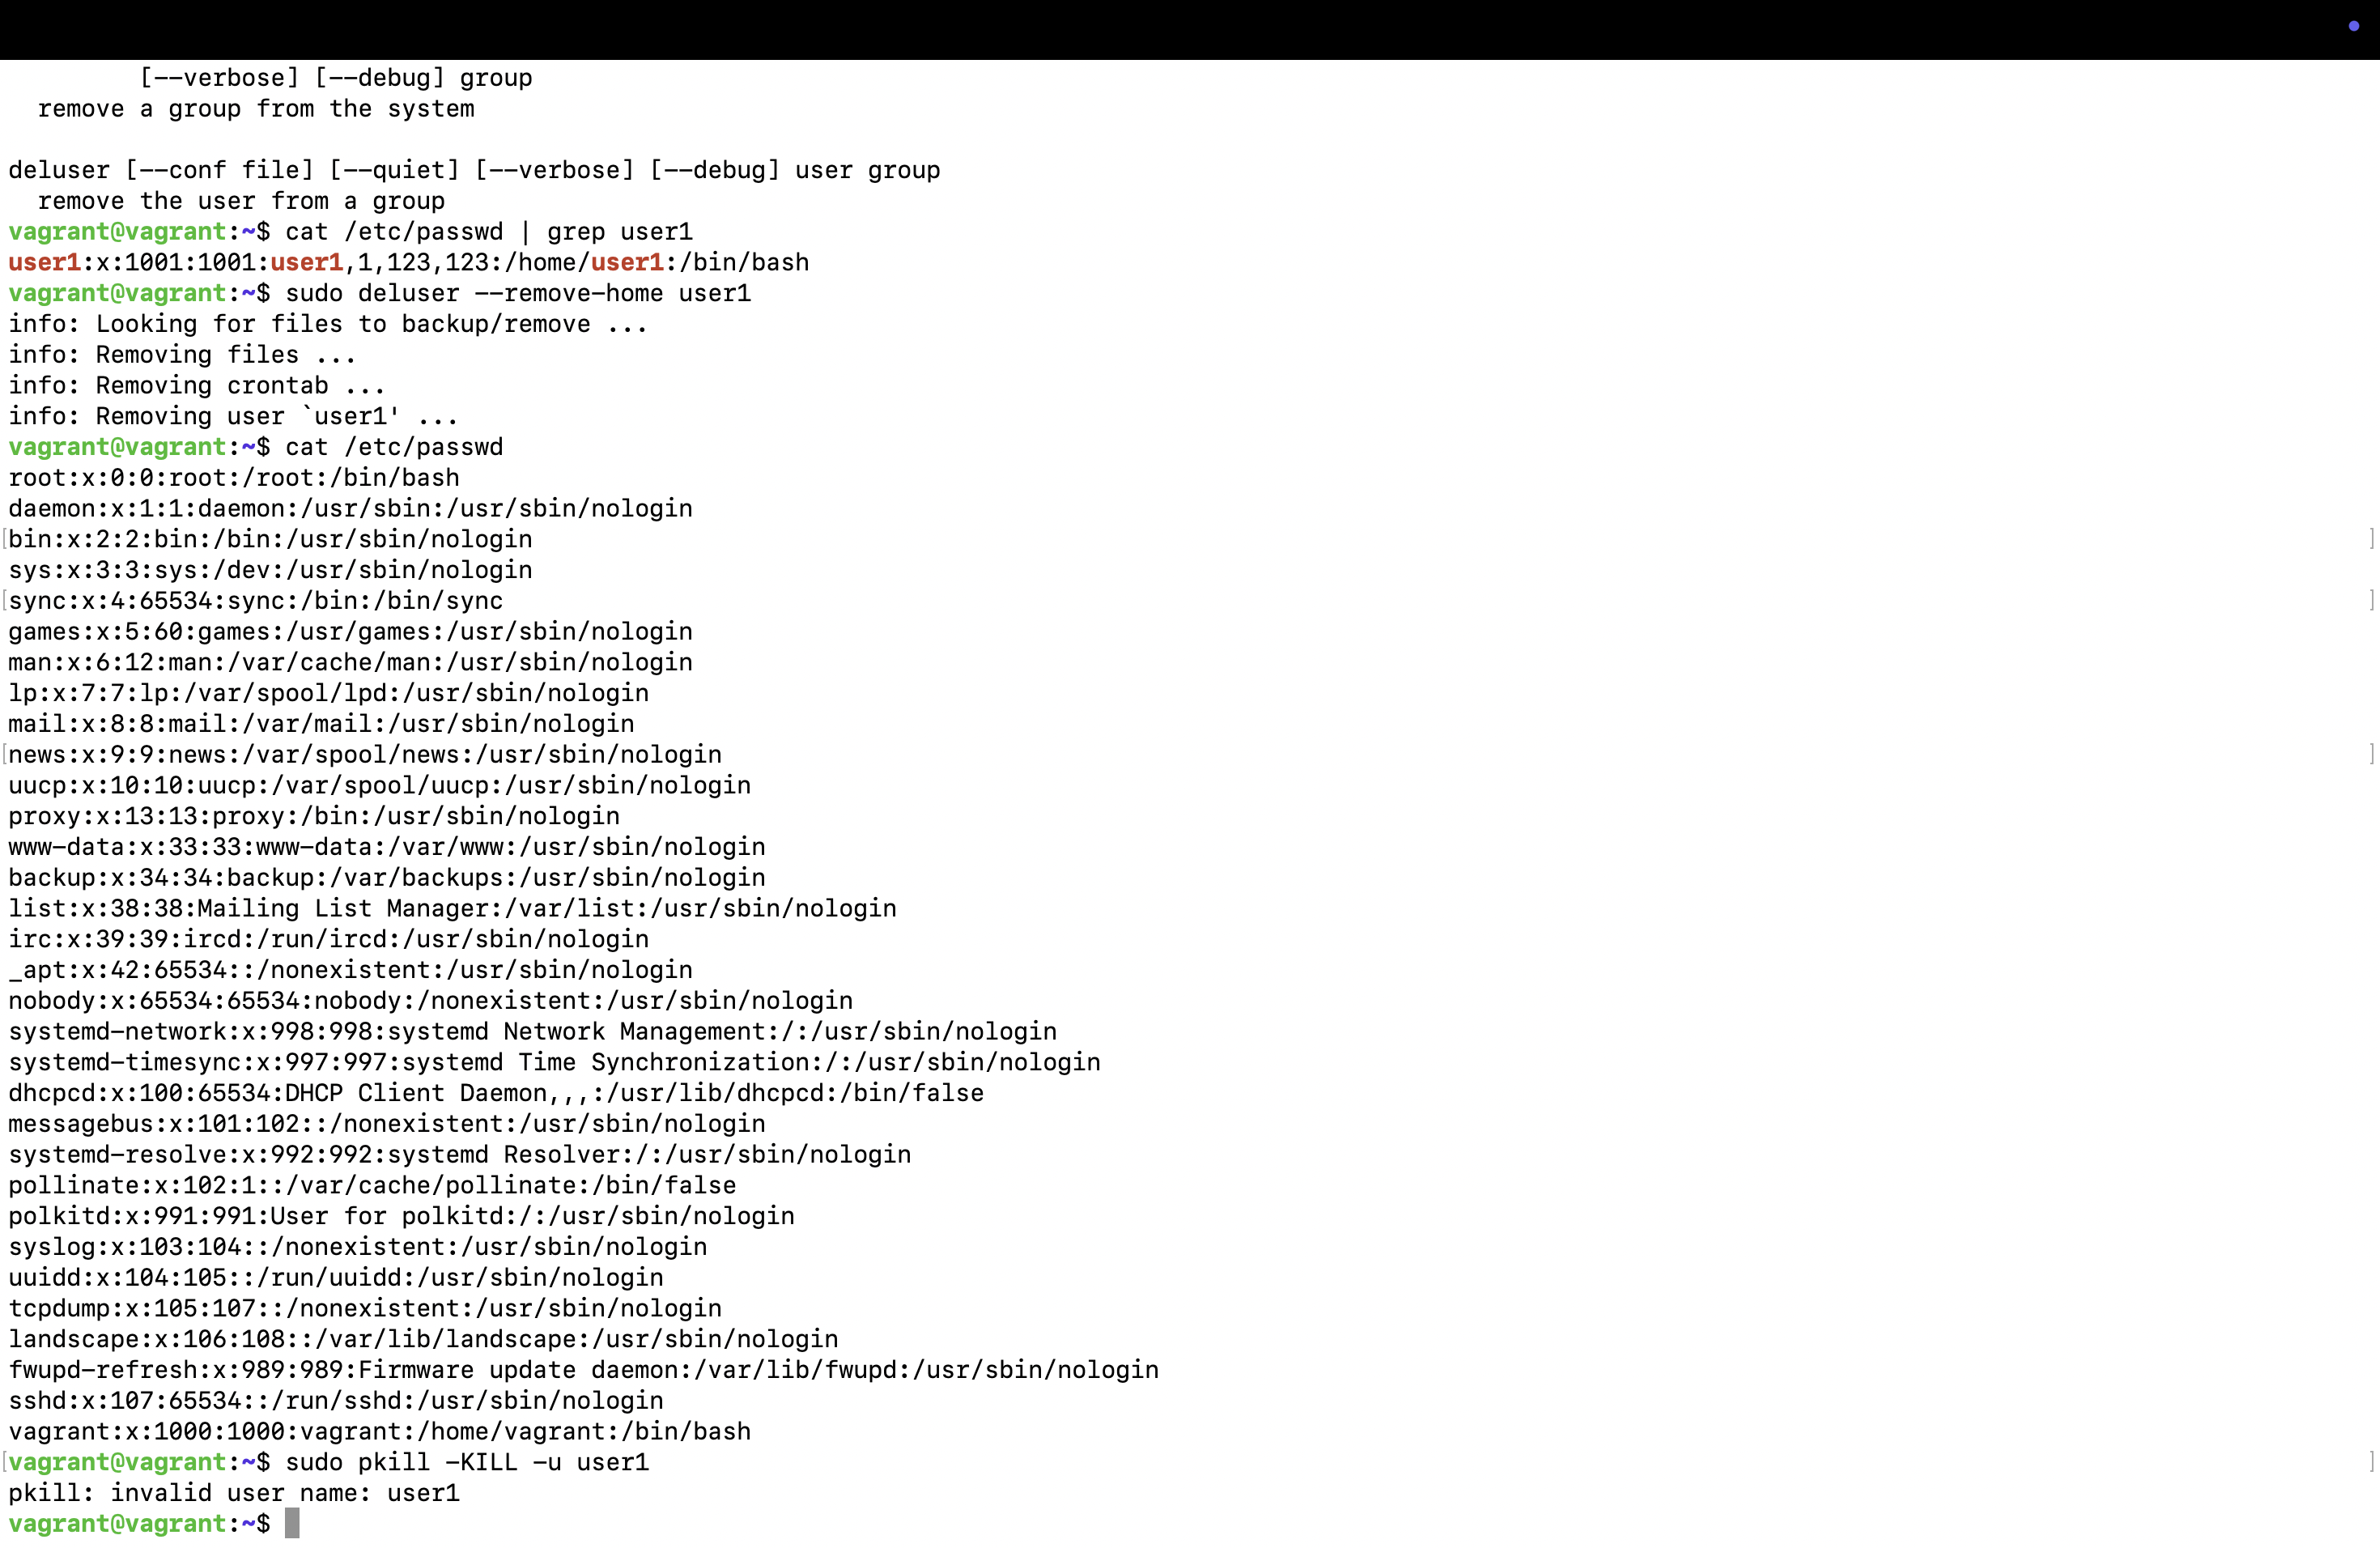 [--verbose] [--debug] group
remove a group from the system
deluser [--conf file] [--quiet] [--verbose] [--debug] user group
remove the user from a group
vagrant@vagrant:~$ cat /etc/passwd | grep user1
user1:x:1001:1001:user1,1,123,123:/home/user1:/bin/bash
vagrant@vagrant:~$ sudo deluser --remove-home user1
info: Looking for files to backup/remove ...
info: Removing files ...
info: Removing crontab ...
info: Removing user `user1' ...
vagrant@vagrant:~$ cat /etc/passwd
root:x:0:0:root:/root:/bin/bash
daemon:x:1:1:daemon:/usr/sbin:/usr/sbin/nologin
[bin:x:2:2:bin:/bin:/usr/sbin/nologin ]
sys:x:3:3:sys:/dev:/usr/sbin/nologin
[sync:x:4:65534:sync:/bin:/bin/sync ]
games:x:5:60:games:/usr/games:/usr/sbin/nologin
man:x:6:12:man:/var/cache/man:/usr/sbin/nologin
lp:x:7:7:lp:/var/spool/lpd:/usr/sbin/nologin
mail:x:8:8:mail:/var/mail:/usr/sbin/nologin
[news:x:9:9:news:/var/spool/news:/usr/sbin/nologin ]
uucp:x:10:10:uucp:/var/spool/uucp:/usr/sbin/nologin
proxy:x:13:13:proxy:/bin:/usr/sbin/nologin
www-data:x:33:33:www-data:/var/www:/usr/sbin/nologin
backup:x:34:34:backup:/var/backups:/usr/sbin/nologin
list:x:38:38:Mailing List Manager:/var/list:/usr/sbin/nologin
irc:x:39:39:ircd:/run/ircd:/usr/sbin/nologin
_apt:x:42:65534::/nonexistent:/usr/sbin/nologin
nobody:x:65534:65534:nobody:/nonexistent:/usr/sbin/nologin
systemd-network:x:998:998:systemd Network Management:/:/usr/sbin/nologin
systemd-timesync:x:997:997:systemd Time Synchronization:/:/usr/sbin/nologin
dhcpcd:x:100:65534:DHCP Client Daemon,,,:/usr/lib/dhcpcd:/bin/false
messagebus:x:101:102::/nonexistent:/usr/sbin/nologin
systemd-resolve:x:992:992:systemd Resolver:/:/usr/sbin/nologin
pollinate:x:102:1::/var/cache/pollinate:/bin/false
polkitd:x:991:991:User for polkitd:/:/usr/sbin/nologin
syslog:x:103:104::/nonexistent:/usr/sbin/nologin
uuidd:x:104:105::/run/uuidd:/usr/sbin/nologin
tcpdump:x:105:107::/nonexistent:/usr/sbin/nologin
landscape:x:106:108::/var/lib/landscape:/usr/sbin/nologin
fwupd-refresh:x:989:989:Firmware update daemon:/var/lib/fwupd:/usr/sbin/nologin
sshd:x:107:65534::/run/sshd:/usr/sbin/nologin
vagrant:x:1000:1000:vagrant:/home/vagrant:/bin/bash
[vagrant@vagrant:~$ sudo pkill -KILL -u user1 ]
pkill: invalid user name: user1
vagrant@vagrant:~$